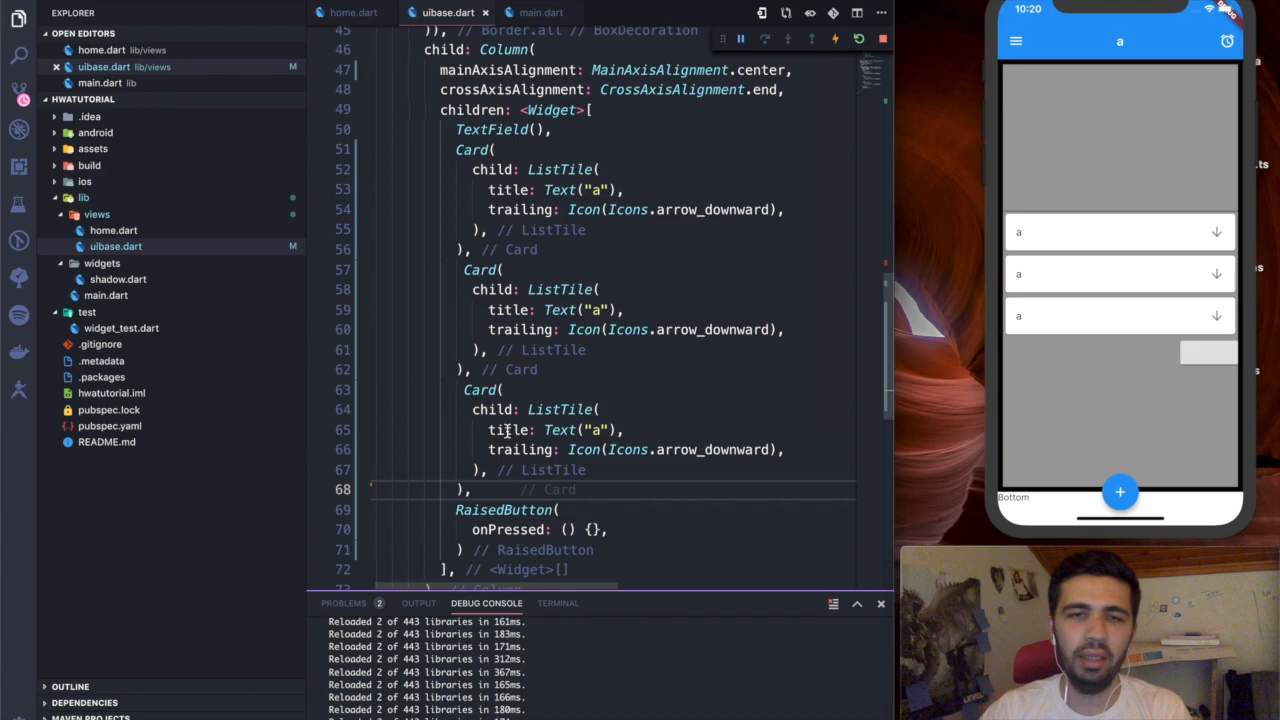 EXPLORER
OPEN EDITORS
home.dart lib/views
uibase.dart lib/views M
main.dart lib
HWATUTORIAL
.idea
android
assets
build
ios
lib
views
home.dart
uibase.dart M
widgets
shadow.dart
main.dart
test
widget_test.dart
.gitignore
.metadata
.packages
hwatutorial.iml
pubspec.lock
pubspec.yaml
README.md
OUTLINE
DEPENDENCIES
MAVEN PROJECTS
home.dart uibase.dart main.dart
45 )), // Border.all // BoxDecoration
46 child: Column(
47 mainAxisAlignment: MainAxisAlignment.center,
48 crossAxisAlignment: CrossAxisAlignment.end,
49 children: <Widget>[
50 TextField(),
51 Card(
52 child: ListTile(
53 title: Text("a"),
54 trailing: Icon(Icons.arrow_downward),
55 ), // ListTile
56 ), // Card
57 Card(
58 child: ListTile(
59 title: Text("a"),
60 trailing: Icon(Icons.arrow_downward),
61 ), // ListTile
62 ), // Card
63 Card(
64 child: ListTile(
65 title: Text("a"),
66 trailing: Icon(Icons.arrow_downward),
67 ), // ListTile
68 ), // Card
69 RaisedButton(
70 onPressed: () {},
71 ) // RaisedButton
72 ], // <Widget>[]
73 ) // Column
PROBLEMS 2 OUTPUT DEBUG CONSOLE TERMINAL
Reloaded 2 of 443 libraries in 161ms.
Reloaded 2 of 443 libraries in 183ms.
Reloaded 2 of 443 libraries in 171ms.
Reloaded 2 of 443 libraries in 312ms.
Reloaded 2 of 443 libraries in 367ms.
Reloaded 2 of 443 libraries in 165ms.
Reloaded 2 of 443 libraries in 166ms.
Reloaded 2 of 443 libraries in 180ms.
10:20
a
a
a
a
Bottom
a
.ts